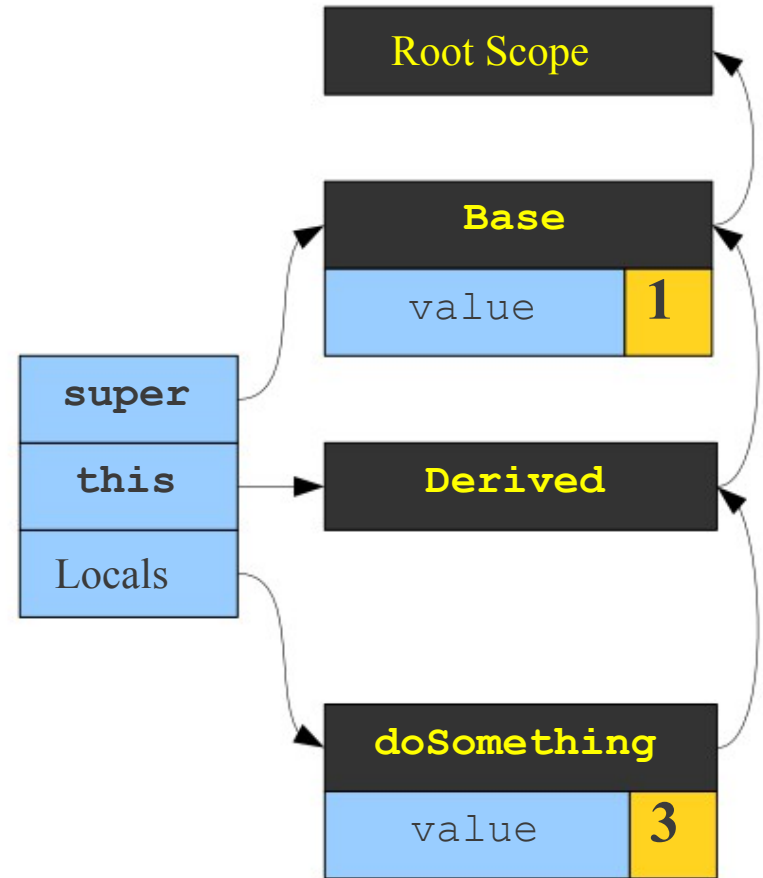 Root Scope
Base
value 1
super
this
Derived
Locals
doSomething
value 3